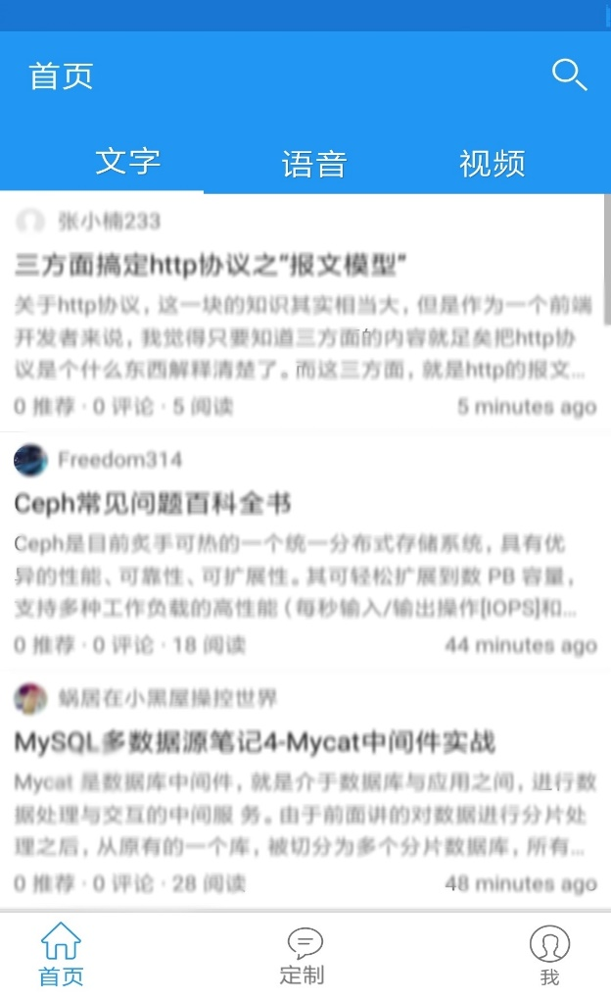 首页
文字
语音
视频
张小楠233
三方面搞定http协议之“报文模型”
关于http协议，这一块的知识其实相当大，但是作为一个前端
开发者来说，我觉得只要知道三方面的内容就足矣把http协
议是个什么东西解释清楚了。而这三方面，就是http的报文...
0 推荐 · 0 评论 · 5 阅读
5 minutes ago
Freedom314
Ceph常见问题百科全书
Ceph是目前炙手可热的一个统一分布式存储系统，具有优
异的性能、可靠性、可扩展性。其可轻松扩展到数 PB 容量，
支持多种工作负载的高性能（每秒输入/输出操作[IOPS]和...
0 推荐 · 0 评论 · 18 阅读
44 minutes ago
蜗居在小黑屋操控世界
MySQL多数据源笔记4-Mycat中间件实战
Mycat 是数据库中间件，就是介于数据库与应用之间，进行数
据处理与交互的中间服 务。由于前面讲的对数据进行分片处
理之后，从原有的一个库，被切分为多个分片数据库，所有...
0 推荐 · 0 评论 · 28 阅读
48 minutes ago
首页
定制
我